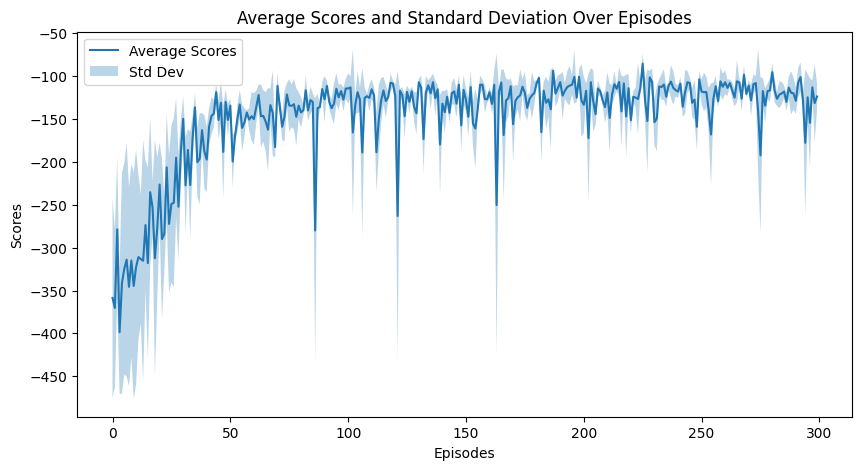 Average Scores and Standard Deviation Over Episodes
Average Scores
Std Dev
Scores
−50
−100
−150
−200
−250
−300
−350
−400
−450
0 50 100 150 200 250 300
Episodes